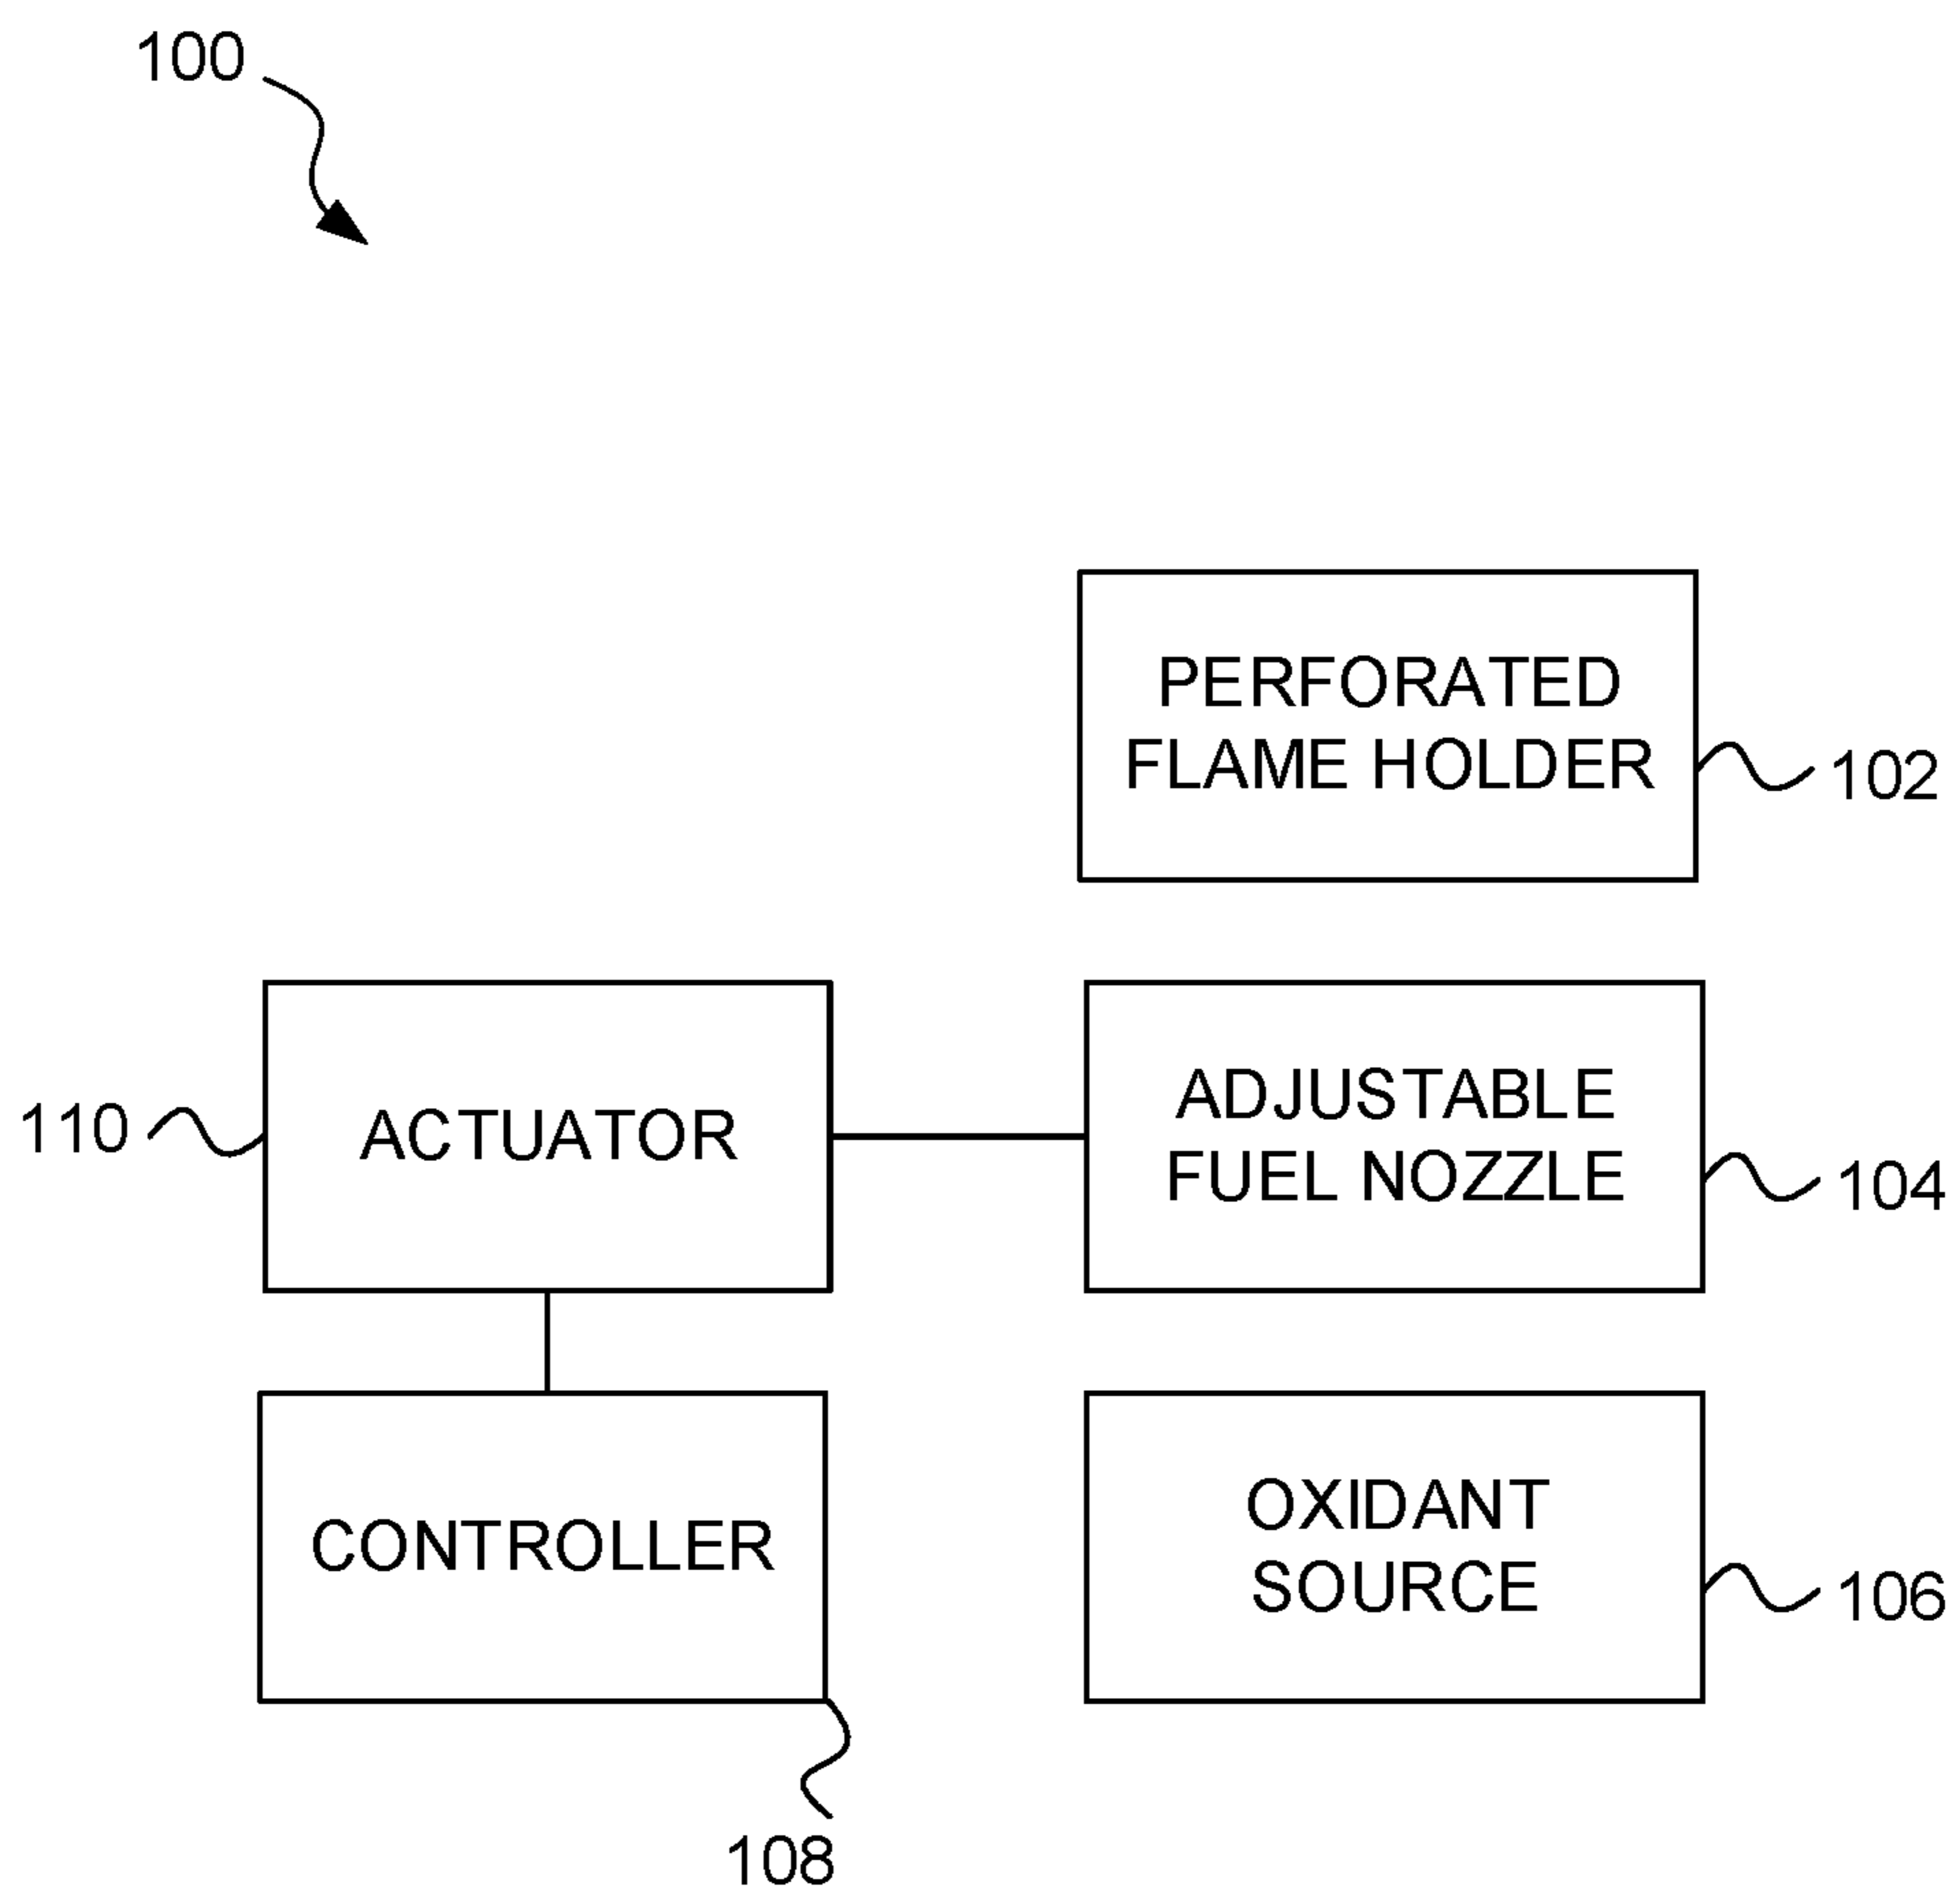 100
PERFORATED
FLAME HOLDER
102
110
ACTUATOR
ADJUSTABLE
FUEL NOZZLE
104
CONTROLLER
108
OXIDANT
SOURCE
106